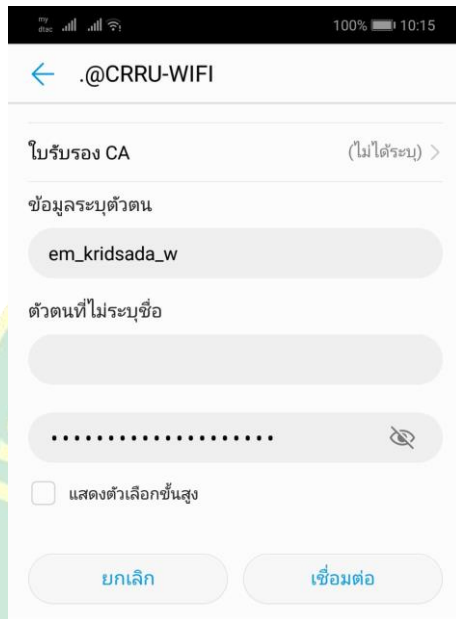 my
dtac
100% 10:15
.@CRRU-WIFI
ใบรับรอง CA (ไม่ได้ระบุ)
ข้อมูลระบุตัวตน
em_kridsada_w
ตัวตนที่ไม่ระบุชื่อ
••••••••••••••••••••
แสดงตัวเลือกขั้นสูง
ยกเลิก เชื่อมต่อ